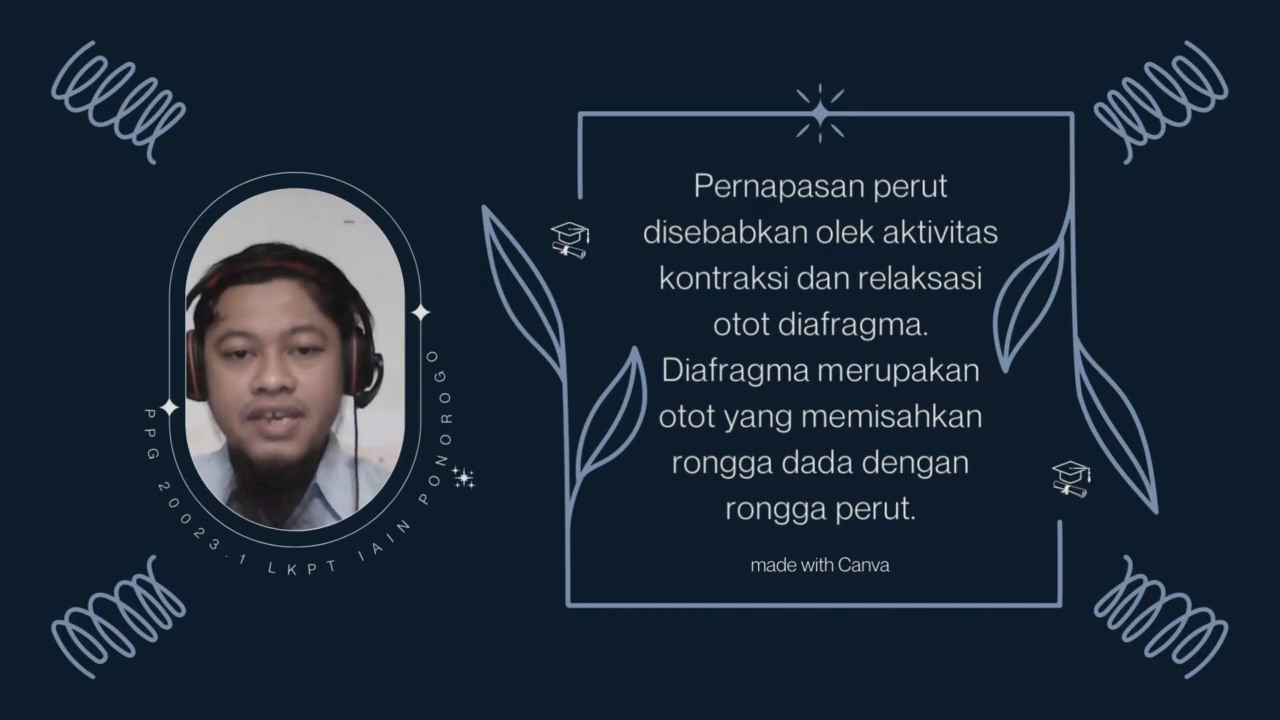 PPG 20023.1 LKPT IAIN PONOROGO
Pernapasan perut
disebabkan olek aktivitas
kontraksi dan relaksasi
otot diafragma.
Diafragma merupakan
otot yang memisahkan
rongga dada dengan
rongga perut.
made with Canva